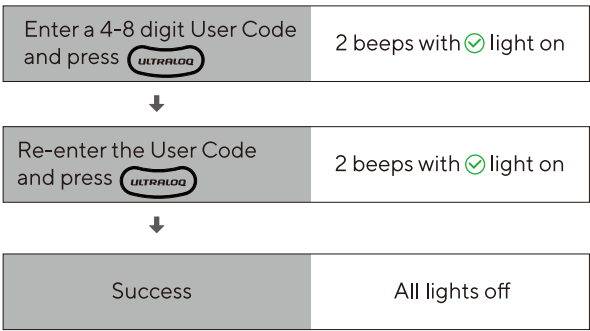 Enter a 4-8 digit User Code
and press ULTRALOQ
2 beeps with light on
Re-enter the User Code
and press ULTRALOQ
2 beeps with light on
Success
All lights off